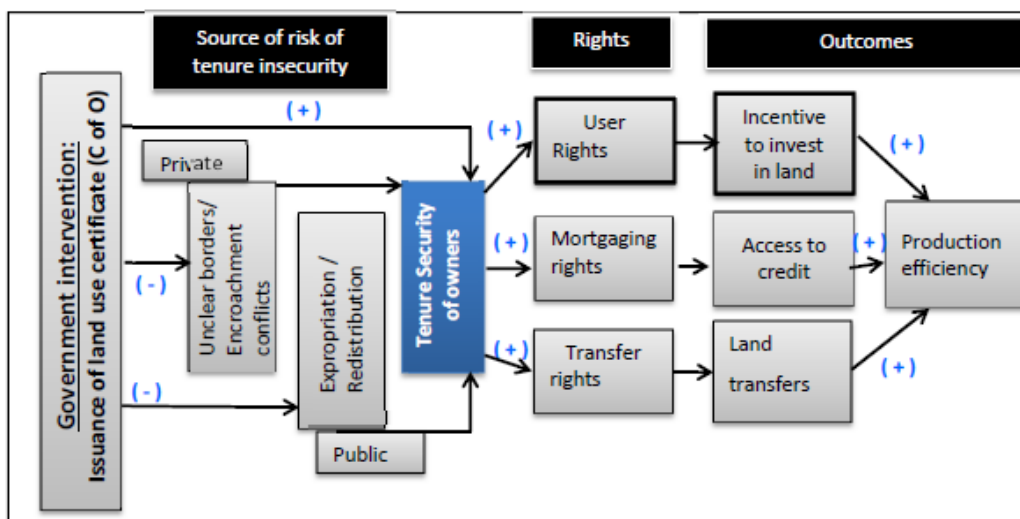 Source of risk of
tenure insecurity
Rights
Outcomes
Government intervention:
Issuance of land use certificate (C of O)
( + )
( - )
( - )
Private
Unclear borders/
Encroachment
conflicts
Expropriation /
Redistribution
Public
Tenure Security
of owners
( + )
( + )
( + )
User
Rights
Mortgaging
rights
Transfer
rights
Incentive
to invest
in land
Access to
credit
Land
transfers
( + )
( + )
( + )
Production
efficiency